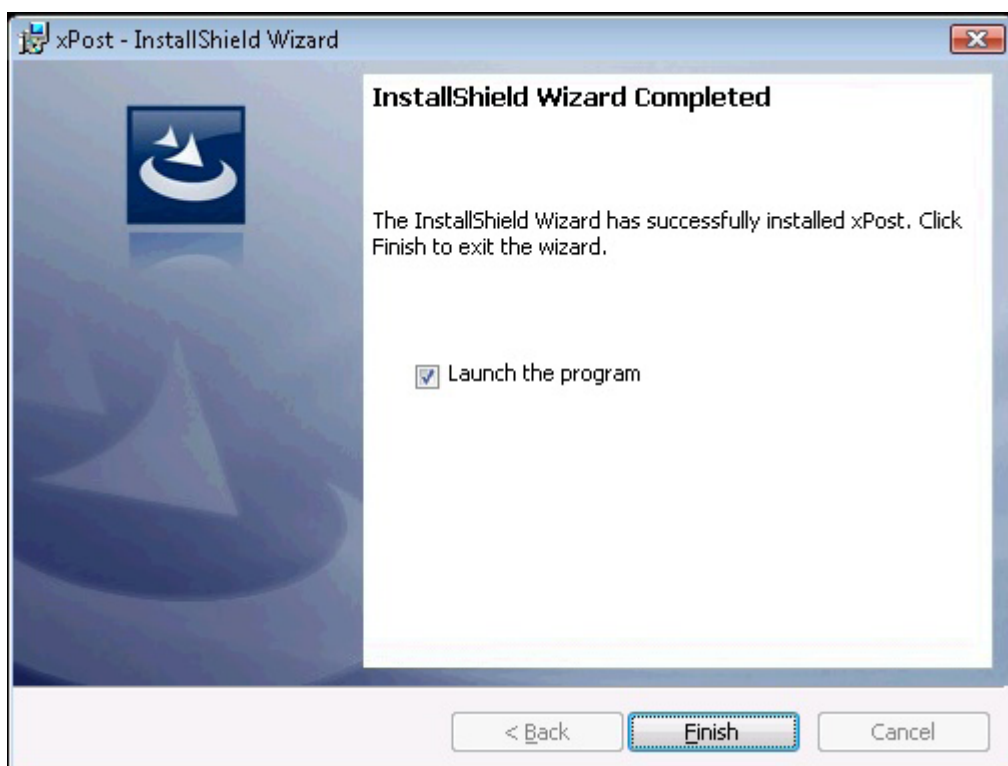 xPost - InstallShield Wizard
InstallShield Wizard Completed
The InstallShield Wizard has successfully installed xPost. Click
Finish to exit the wizard.
Launch the program
< Back
Finish
Cancel